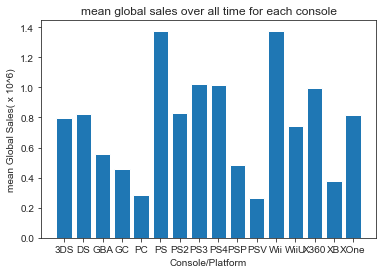 mean global sales over all time for each console
mean Global Sales( x 10^6)
1.4
1.2
1.0
0.8
0.6
0.4
0.2
0.0
3DS DS GBA GC PC PS PS2 PS3 PS4 PSP PSV Wii WiiU X360 XB XOne
Console/Platform